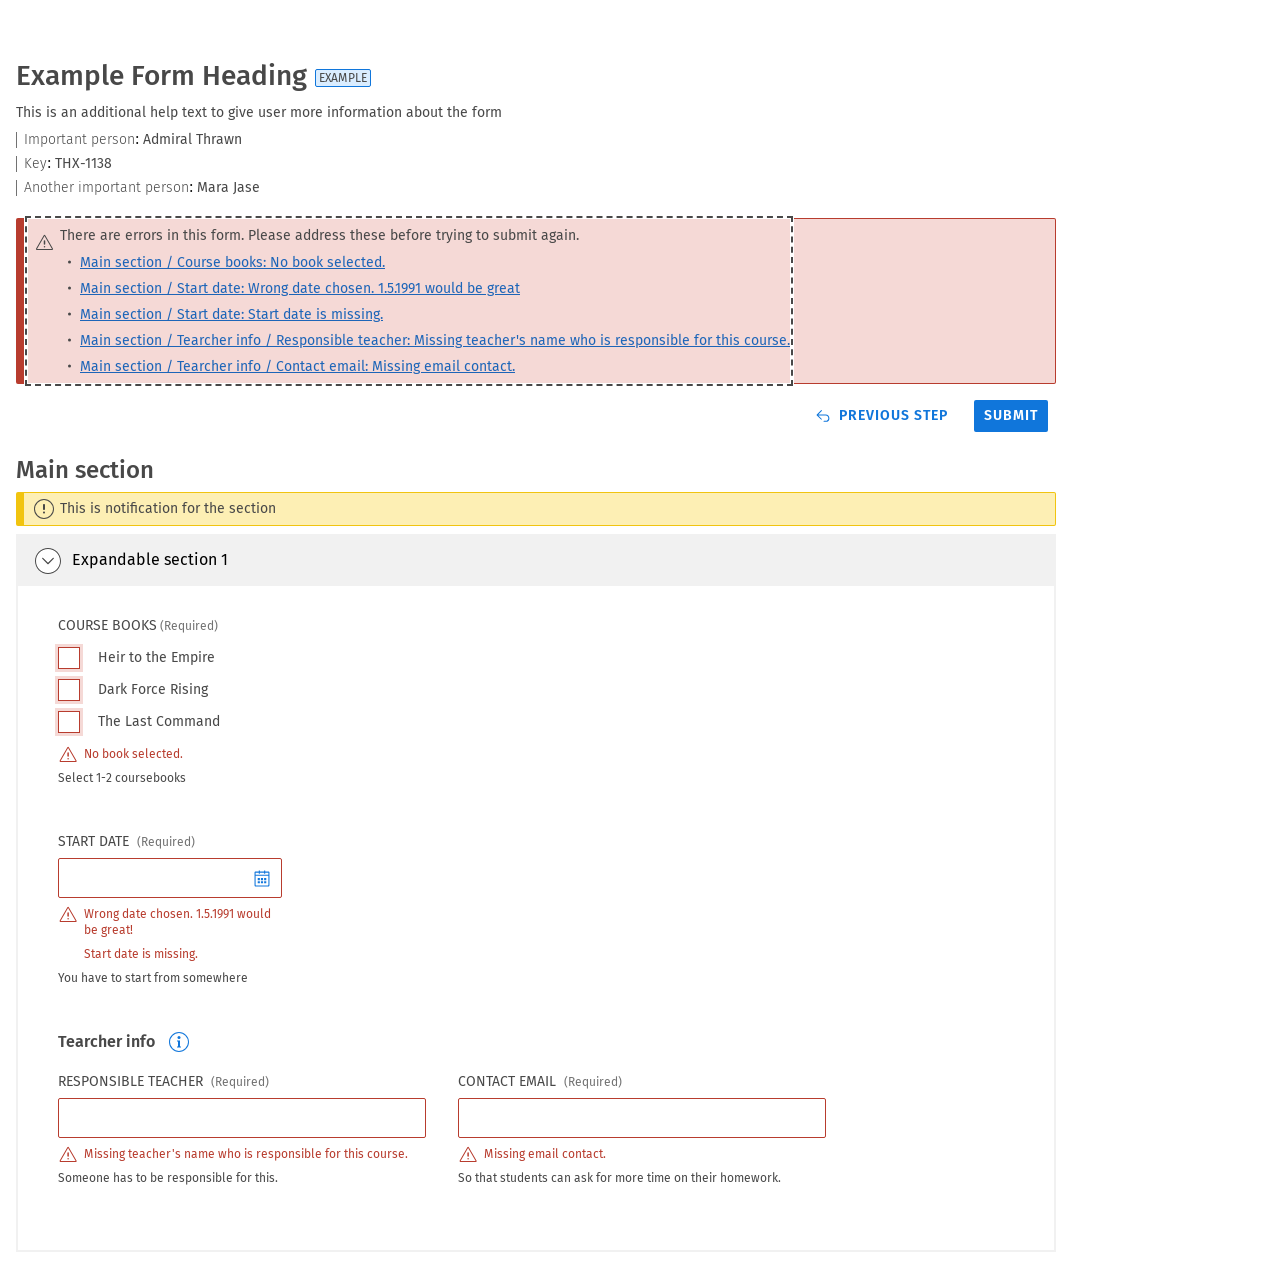 Example Form Heading EXAMPLE
This is an additional help text to give user more information about the form
Important person: Admiral Thrawn
Key: THX-1138
Another important person: Mara Jase
There are errors in this form. Please address these before trying to submit again.
• Main section / Course books: No book selected.
• Main section / Start date: Wrong date chosen. 1.5.1991 would be great
• Main section / Start date: Start date is missing.
• Main section / Tearcher info / Responsible teacher: Missing teacher's name who is responsible for this course.
• Main section / Tearcher info / Contact email: Missing email contact.
PREVIOUS STEP SUBMIT
Main section
This is notification for the section
Expandable section 1
COURSE BOOKS (Required)
Heir to the Empire
Dark Force Rising
The Last Command
No book selected.
Select 1-2 coursebooks
START DATE (Required)
Wrong date chosen. 1.5.1991 would
be great!
Start date is missing.
You have to start from somewhere
Tearcher info
RESPONSIBLE TEACHER (Required) CONTACT EMAIL (Required)
Missing teacher's name who is responsible for this course. Missing email contact.
Someone has to be responsible for this. So that students can ask for more time on their homework.